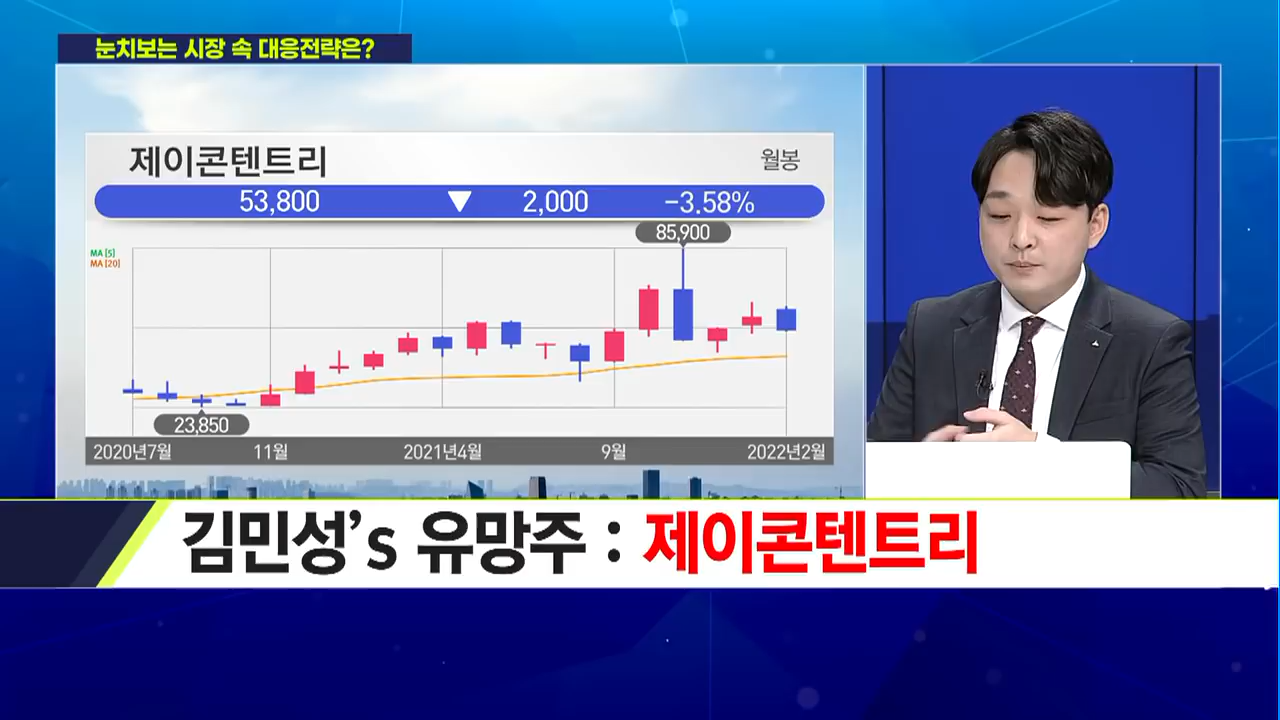 눈치보는 시장 속 대응전략은?
제이콘텐트리
월봉
53,800 ▼ 2,000 -3.58%
85,900
MA [5]
MA [20]
23,850
2020년7월 11월 2021년4월 9월 2022년2월
김민성's 유망주 : 제이콘텐트리